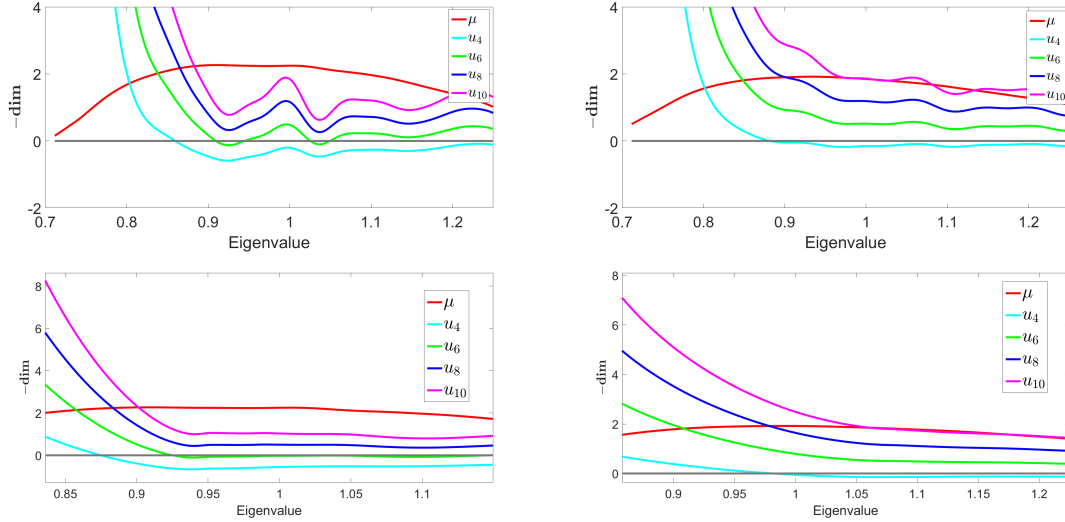 4
2
0
-2
−dim
0.7
0.8
0.9
1
1.1
1.2
Eigenvalue
μ
u4
u6
u8
u10
4
2
0
-2
−dim
0.7
0.8
0.9
1
1.1
1.2
Eigenvalue
μ
u4
u6
u8
u10
8
6
4
2
0
−dim
0.85
0.9
0.95
1
1.05
1.1
Eigenvalue
μ
u4
u6
u8
u10
8
6
4
2
0
−dim
0.9
0.95
1
1.05
1.1
1.15
1.2
Eigenvalue
μ
u4
u6
u8
u10